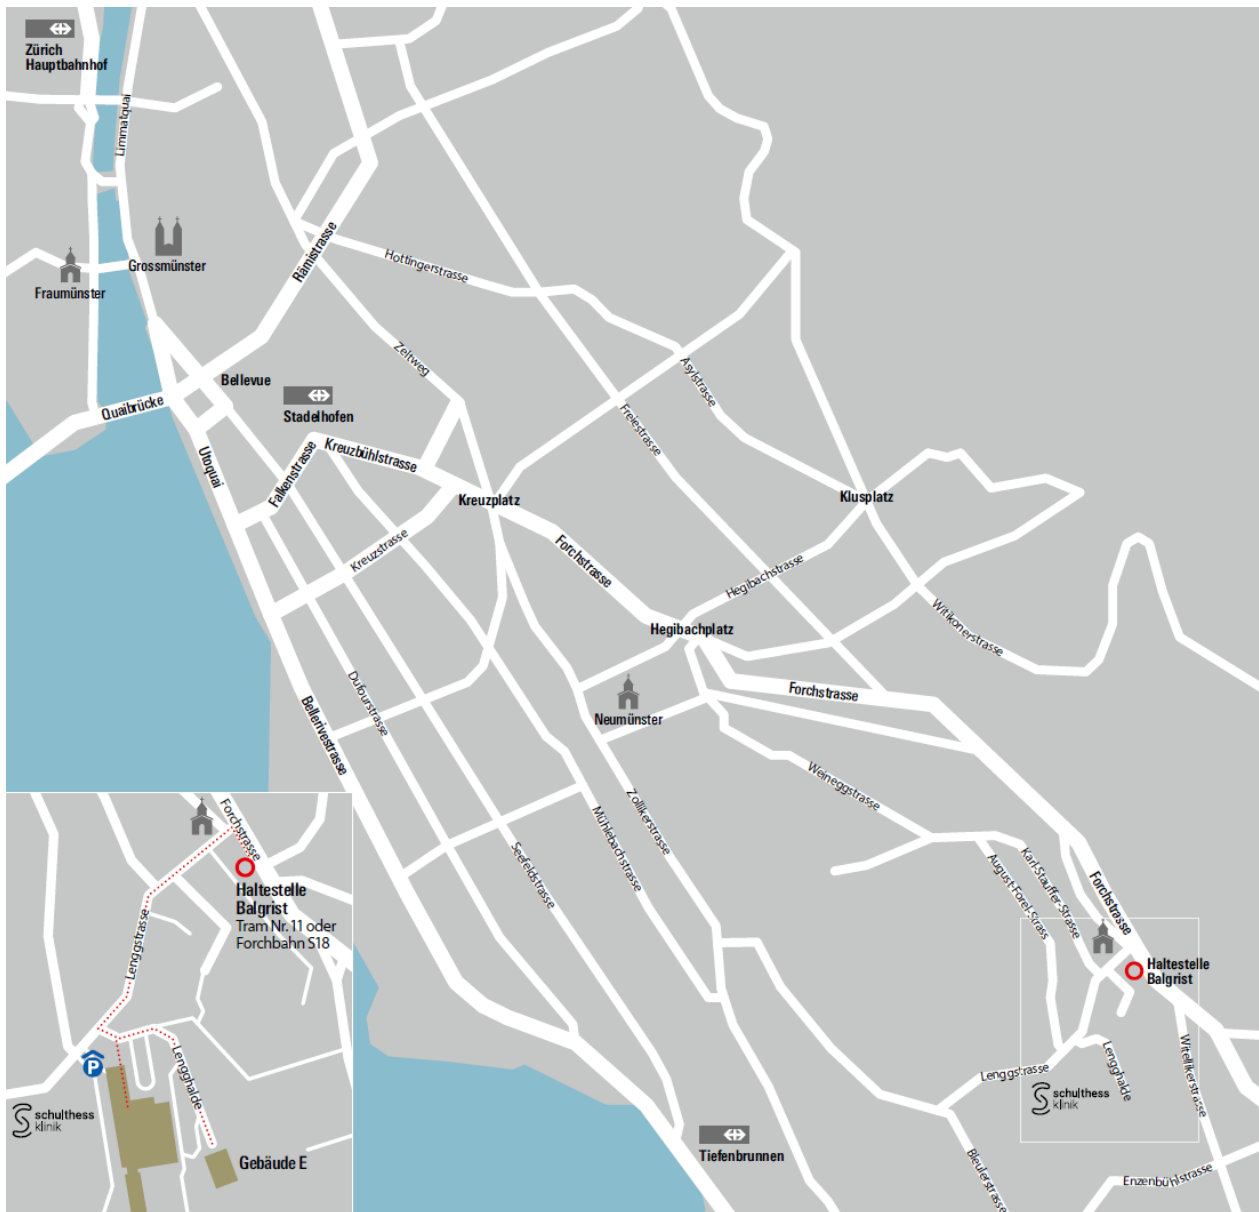 Zürich
Hauptbahnhof
Limmatquai
Grossmünster
Fraumünster
Rämistrasse
Hottingerstrasse
Zeltweg
Bellevue
Quaibrücke
Stadelhofen
Asylstrasse
Freiestrasse
Utoquai
Falkenstrasse
Kreuzbühlstrasse
Kreuzplatz
Klusplatz
Kreuzstrasse
Forchstrasse
Hegibachstrasse
Hegibachplatz
Witikonerstrasse
Dufourstrasse
Bellerivestrasse
Neumünster
Forchstrasse
Weineggstrasse
Zollikerstrasse
Mühlebachstrasse
Seefeldstrasse
August-Forel-Strass
Karl-Stauffer-Strasse
Forchstrasse
Haltestelle
Balgrist
Lenggstrasse
Lengghalde
Witellikerstrasse
schulthess
klinik
Tiefenbrunnen
Bleulerstrasse
Enzenbühlstrasse
Forchstrasse
Haltestelle
Balgrist
Tram Nr. 11 oder
Forchbahn S18
Lenggstrasse
P
Lengghalde
schulthess
klinik
Gebäude E